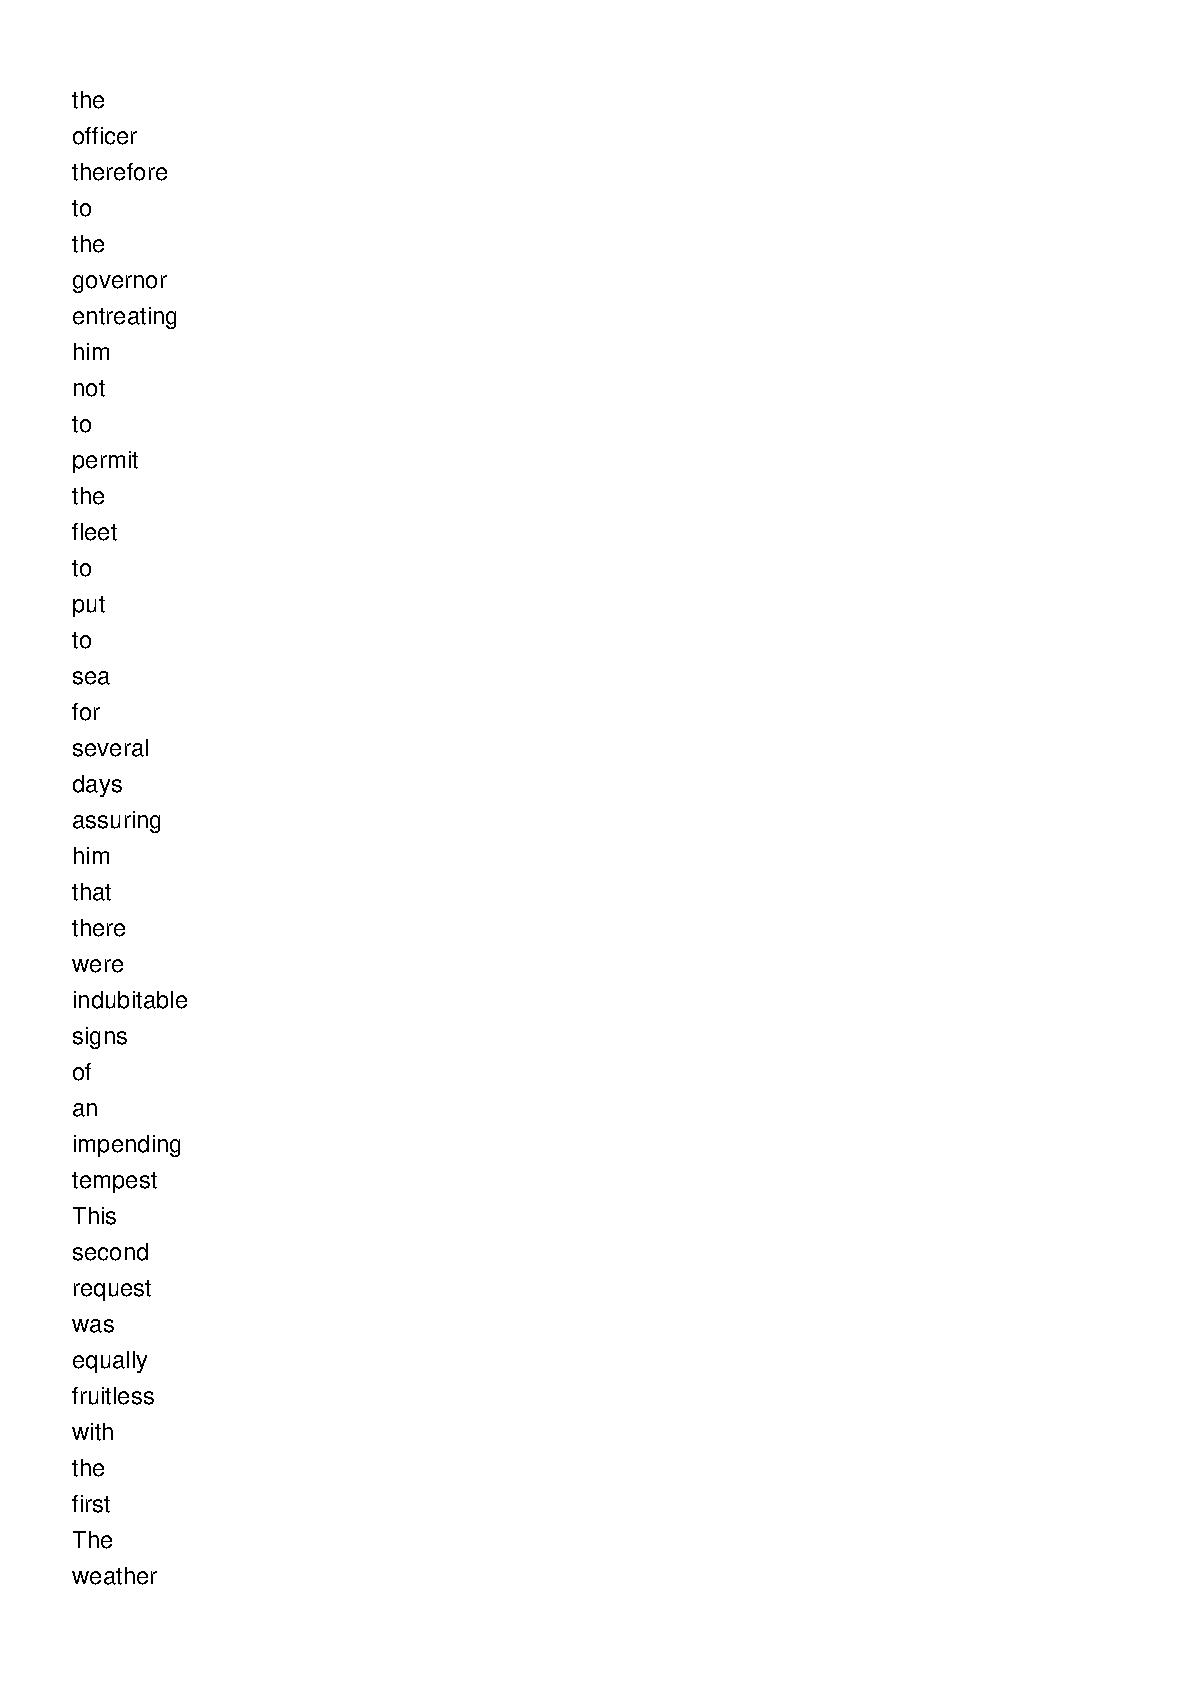 the
officer
therefore
to
the
governor
entreating
him
not
to
permit
the
fleet
to
put
to
sea
for
several
days
assuring
him
that
there
were
indubitable
signs
of
an
impending
tempest
This
second
request
was
equally
fruitless
with
the
first
The
weather